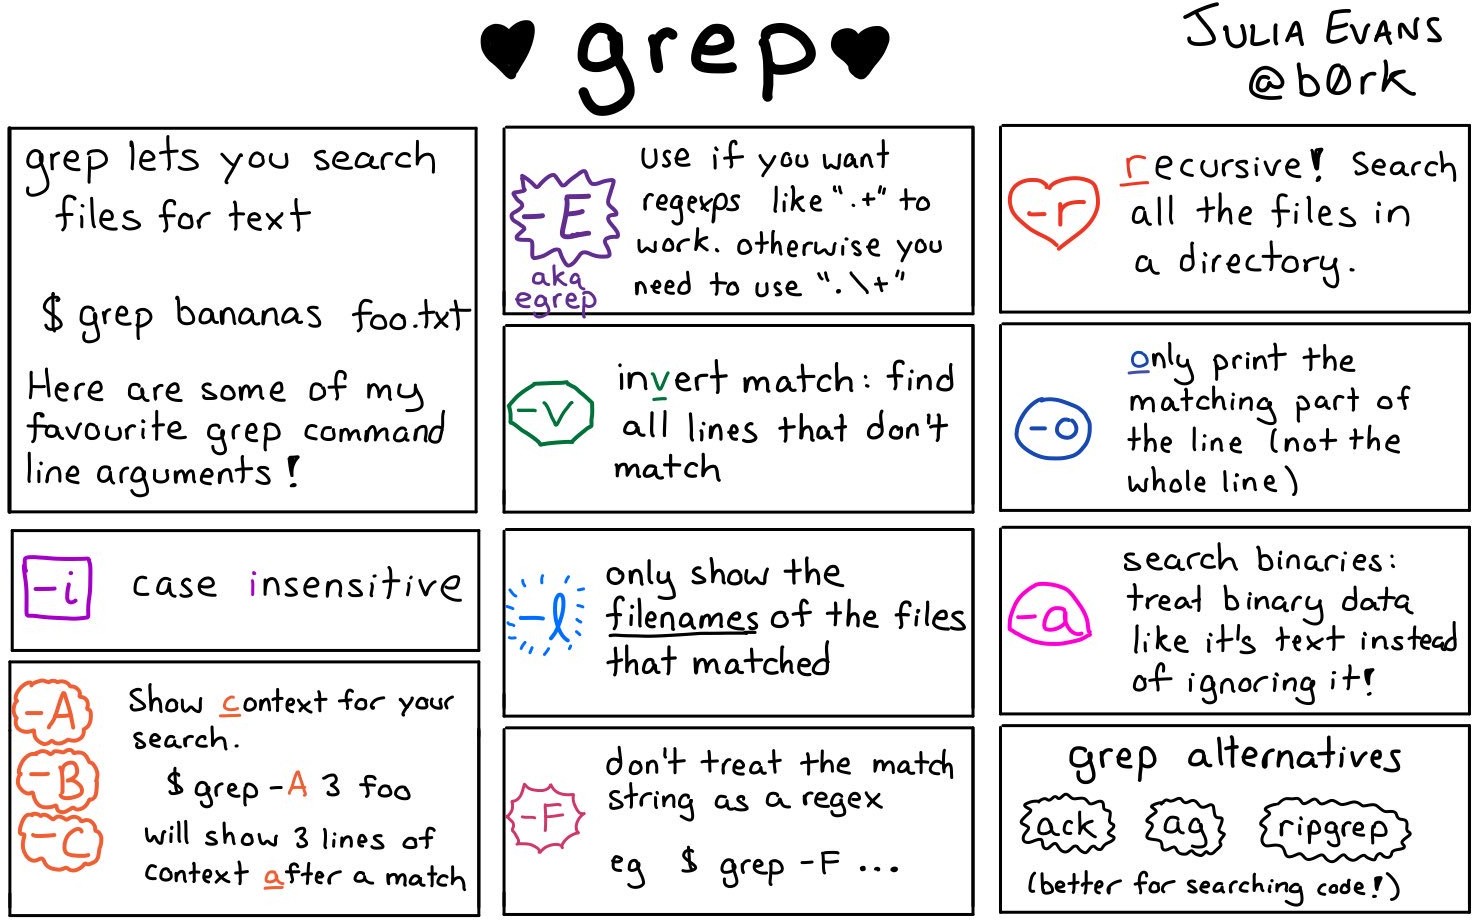 ♥ grep ♥
JULIA EVANS
@b0rk
grep lets you search
files for text
$ grep bananas foo.txt
Here are some of my
favourite grep command
line arguments!
-E
aka
egrep
use if you want
regexps like ".+" to
work. otherwise you
need to use ".\+"
-r
recursive! Search
all the files in
a directory.
-v
invert match: find
all lines that don't
match
-o
only print the
matching part of
the line (not the
whole line)
-i
case insensitive
-l
only show the
filenames of the files
that matched
-a
search binaries:
treat binary data
like it's text instead
of ignoring it!
-A
-B
-C
Show context for your
search.
$ grep -A 3 foo
will show 3 lines of
context after a match
-F
don't treat the match
string as a regex
eg $ grep -F ...
grep alternatives
ack ag ripgrep
(better for searching code!)